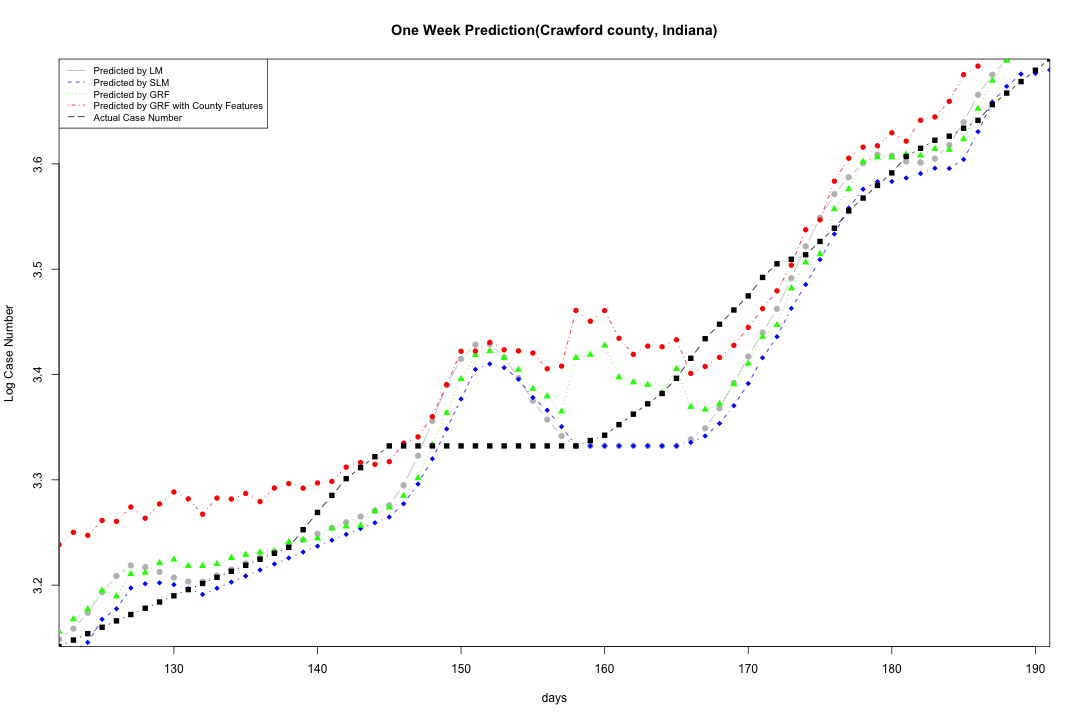 One Week Prediction(Crawford county, Indiana)
Predicted by LM
Predicted by SLM
Predicted by GRF
Predicted by GRF with County Features
Actual Case Number
Log Case Number
3.6
3.5
3.4
3.3
3.2
130 140 150 160 170 180 190
days